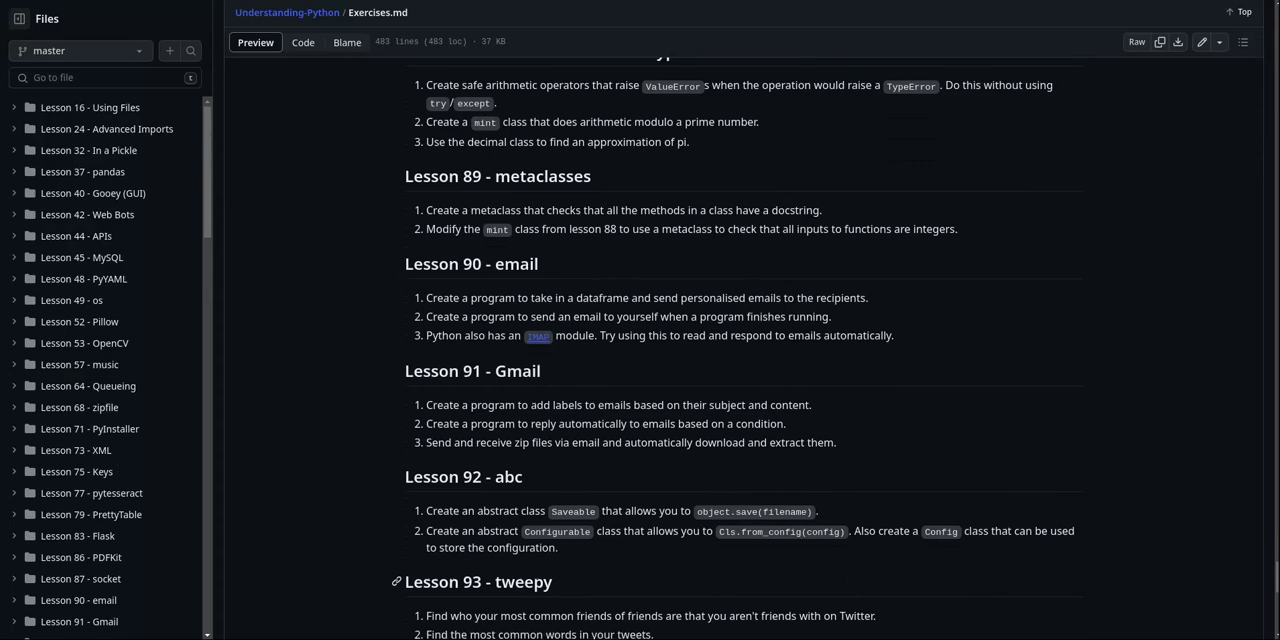 Files
master
Go to file
t
Lesson 16 - Using Files
Lesson 24 - Advanced Imports
Lesson 32 - In a Pickle
Lesson 37 - pandas
Lesson 40 - Gooey (GUI)
Lesson 42 - Web Bots
Lesson 44 - APIs
Lesson 45 - MySQL
Lesson 48 - PyYAML
Lesson 49 - os
Lesson 52 - Pillow
Lesson 53 - OpenCV
Lesson 57 - music
Lesson 64 - Queueing
Lesson 68 - zipfile
Lesson 71 - PyInstaller
Lesson 73 - XML
Lesson 75 - Keys
Lesson 77 - pytesseract
Lesson 79 - PrettyTable
Lesson 83 - Flask
Lesson 86 - PDFKit
Lesson 87 - socket
Lesson 90 - email
Lesson 91 - Gmail
Understanding-Python / Exercises.md
Top
Preview Code Blame 483 lines (483 loc) · 37 KB
Raw
1. Create safe arithmetic operators that raise ValueErrors when the operation would raise a TypeError. Do this without using
try/except.
2. Create a mint class that does arithmetic modulo a prime number.
3. Use the decimal class to find an approximation of pi.
Lesson 89 - metaclasses
1. Create a metaclass that checks that all the methods in a class have a docstring.
2. Modify the mint class from lesson 88 to use a metaclass to check that all inputs to functions are integers.
Lesson 90 - email
1. Create a program to take in a dataframe and send personalised emails to the recipients.
2. Create a program to send an email to yourself when a program finishes running.
3. Python also has an IMAP module. Try using this to read and respond to emails automatically.
Lesson 91 - Gmail
1. Create a program to add labels to emails based on their subject and content.
2. Create a program to reply automatically to emails based on a condition.
3. Send and receive zip files via email and automatically download and extract them.
Lesson 92 - abc
1. Create an abstract class Saveable that allows you to object.save(filename).
2. Create an abstract Configurable class that allows you to Cls.from_config(config). Also create a Config class that can be used
to store the configuration.
Lesson 93 - tweepy
1. Find who your most common friends of friends are that you aren't friends with on Twitter.
2. Find the most common words in your tweets.